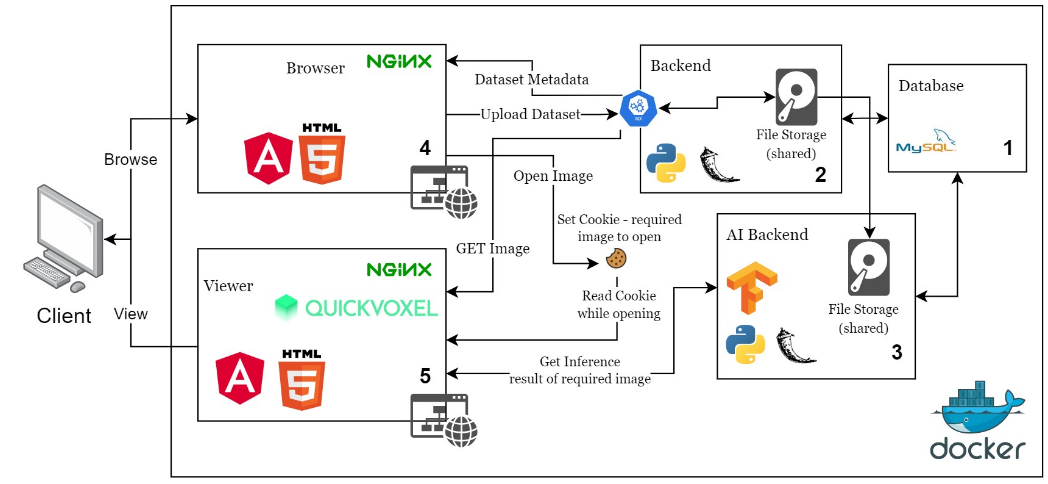 Browser
NGINX
HTML
4
Dataset Metadata
Upload Dataset
Open Image
Backend
File Storage
(shared)
2
Database
MySQL
1
Browse
Client
View
Set Cookie - required
image to open
GET Image
Read Cookie
while opening
Get Inference
result of required image
Viewer
NGINX
QUICKVOXEL
HTML
5
AI Backend
File Storage
(shared)
3
docker